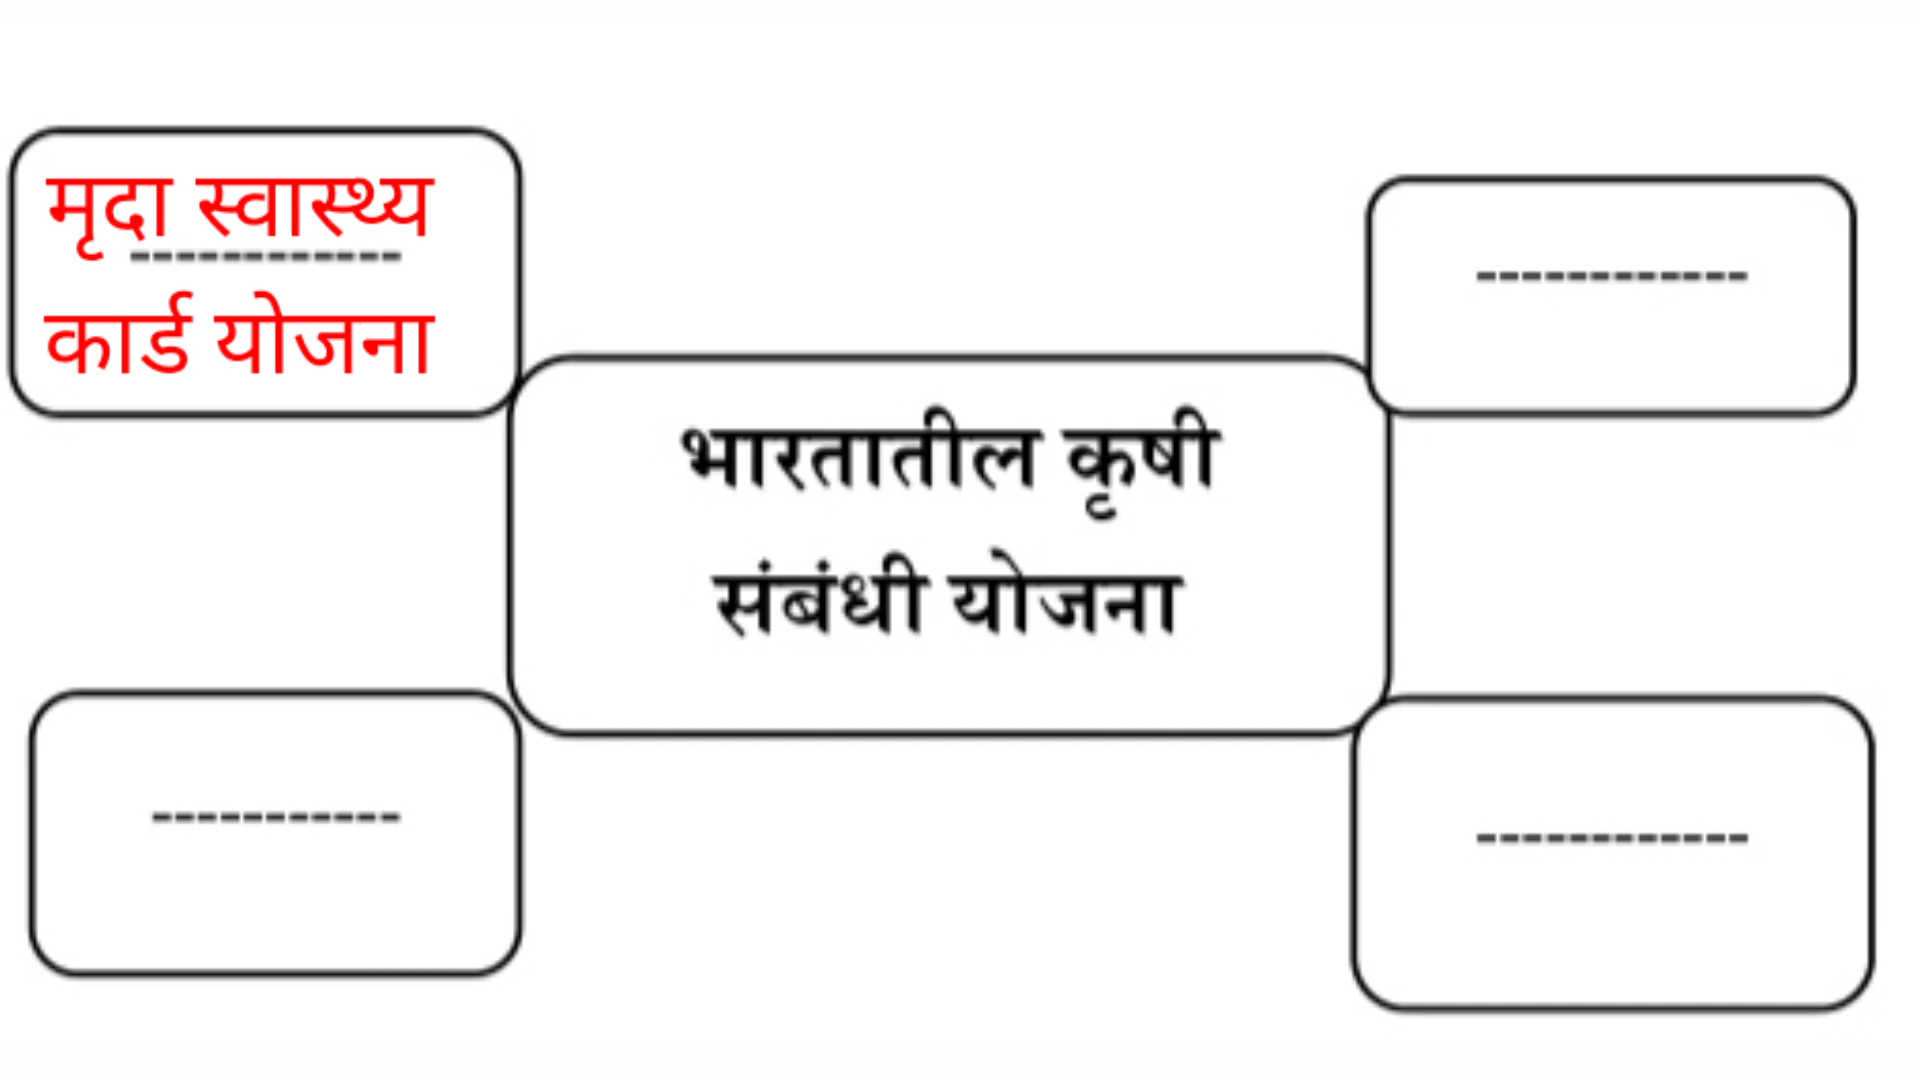 मृदा स्वास्थ्य
------------
कार्ड योजना
------------
भारतातील कृषी
संबंधी योजना
-----------
------------